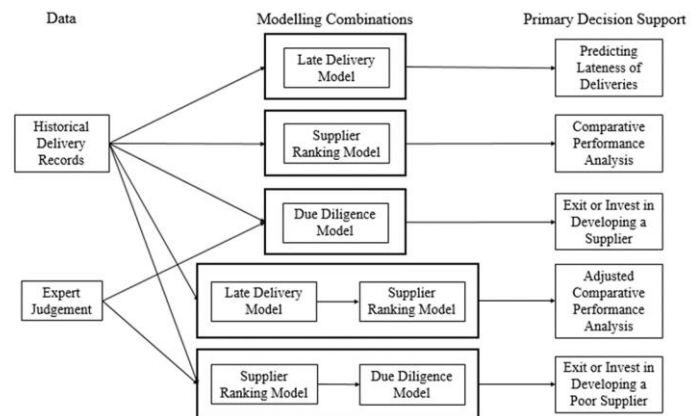 Data
Modelling Combinations
Primary Decision Support
Historical
Delivery
Records
Expert
Judgement
Late Delivery
Model
Predicting
Lateness of
Deliveries
Supplier
Ranking Model
Comparative
Performance
Analysis
Due Diligence
Model
Exit or Invest in
Developing a
Supplier
Late Delivery
Model
Supplier
Ranking Model
Adjusted
Comparative
Performance
Analysis
Supplier
Ranking Model
Due Diligence
Model
Exit or Invest in
Developing a
Poor Supplier